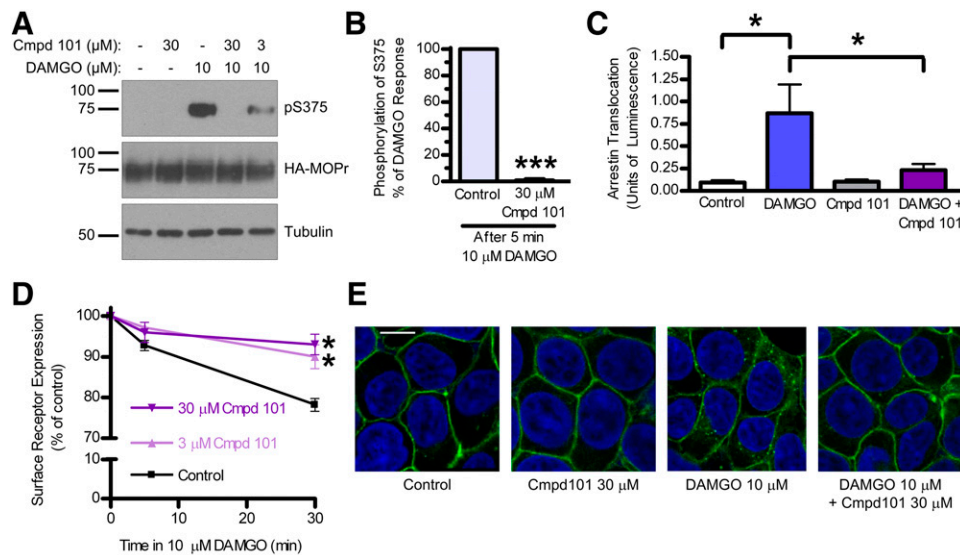 A
Cmpd 101 (µM): - 30 - 30 3
DAMGO (µM): - - 10 10 10
100
75
pS375
100
75
HA-MOPr
50
Tubulin
B
Phosphorylation of S375
% of DAMGO Response
100
80
60
40
20
0
***
Control
30 µM
Cmpd 101
After 5 min
10 µM DAMGO
C
Arrestin Translocation
(Units of Luminescence)
1.25
1.00
0.75
0.50
0.25
0.00
*
*
Control
DAMGO
Cmpd 101
DAMGO +
Cmpd 101
D
Surface Receptor Expression
(% of control)
100
90
80
70
10
0
*
*
30 µM Cmpd 101
3 µM Cmpd 101
Control
0 10 20 30
Time in 10 µM DAMGO (min)
E
Control
Cmpd101 30 µM
DAMGO 10 µM
DAMGO 10 µM
+ Cmpd101 30 µM